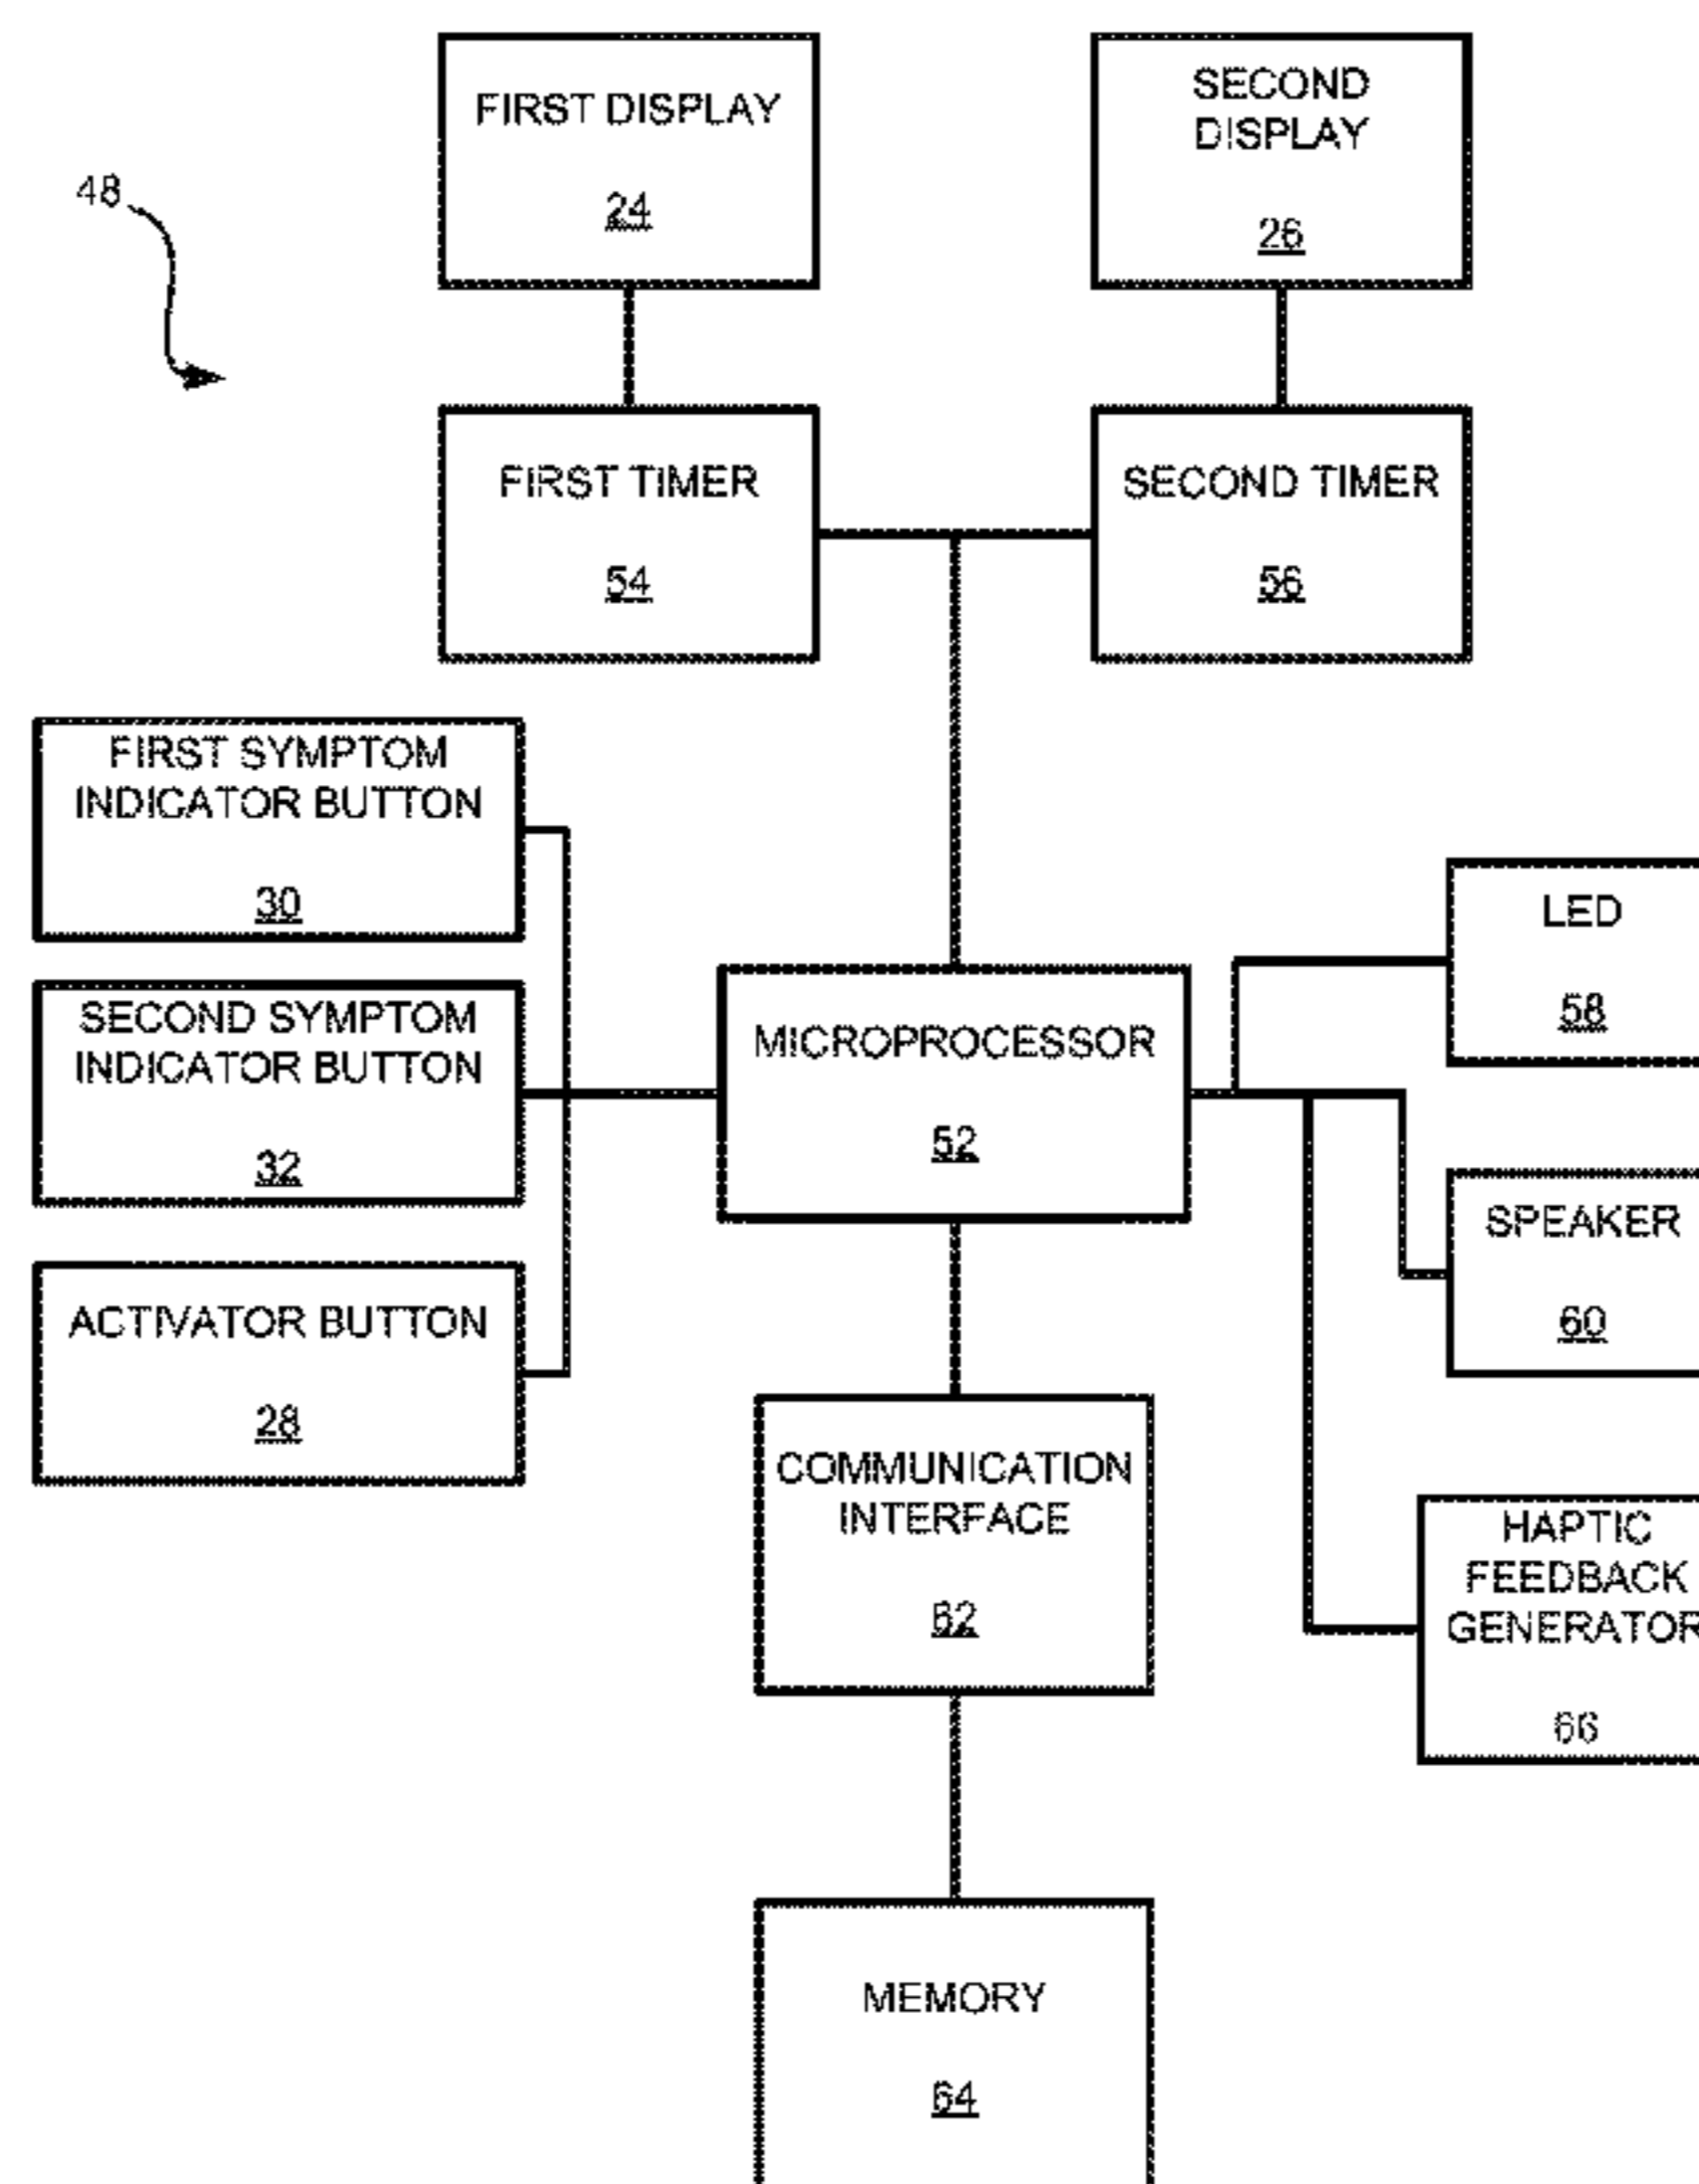 FIRST DISPLAY
24
SECOND
DISPLAY
26
48
FIRST TIMER
54
SECOND TIMER
56
FIRST SYMPTOM
INDICATOR BUTTON
30
SECOND SYMPTOM
INDICATOR BUTTON
32
ACTIVATOR BUTTON
28
MICROPROCESSOR
52
LED
58
SPEAKER
60
COMMUNICATION
INTERFACE
62
HAPTIC
FEEDBACK
GENERATOR
66
MEMORY
64